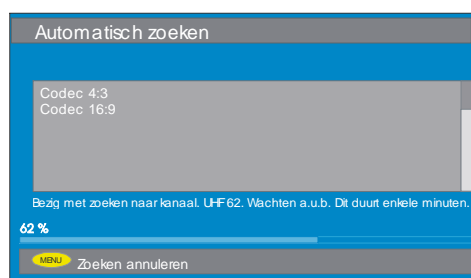 Automatisch zoeken
Codec 4:3
Codec 16:9
Bezig met zoeken naar kanaal. UHF 62. Wachten a.u.b. Dit duurt enkele minuten.
62 %
MENU Zoeken annuleren